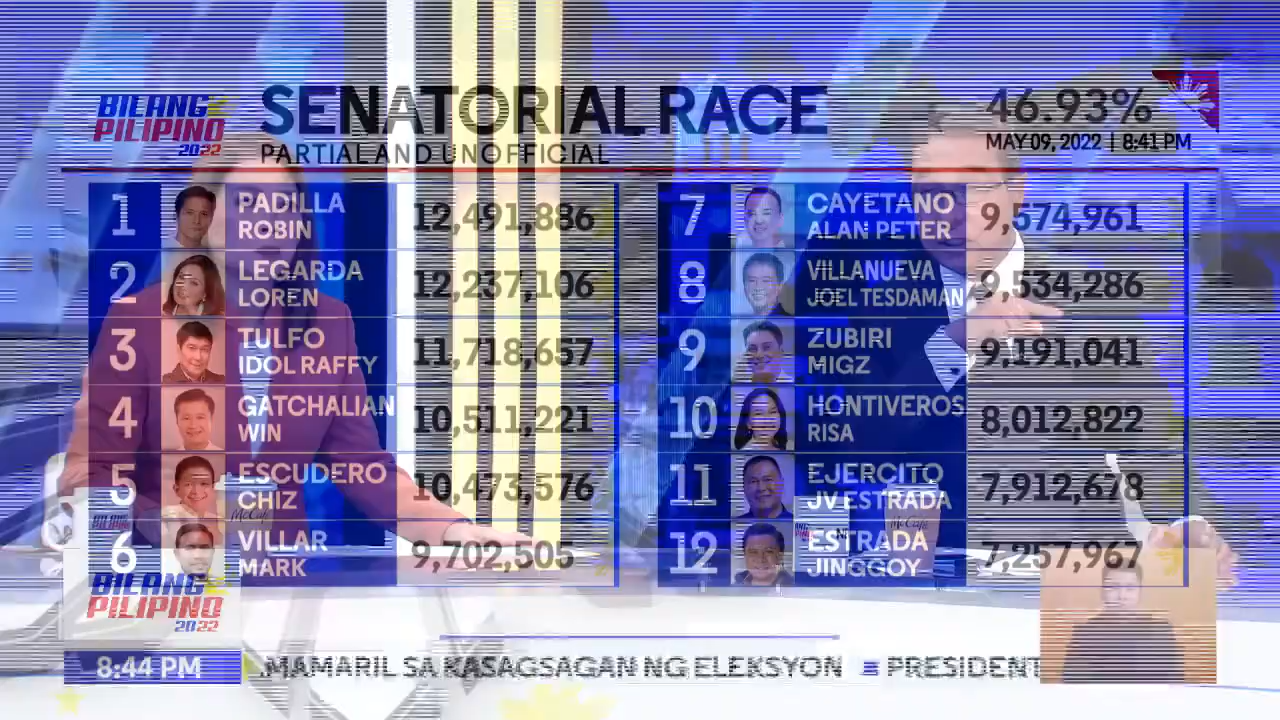 BILANG
PILIPINO
2022
SENATORIAL RACE
PARTIAL AND UNOFFICIAL
46.93%
MAY 09, 2022 | 8:41 PM
1 PADILLA ROBIN 12,491,886
2 LEGARDA LOREN 12,237,106
3 TULFO IDOL RAFFY 11,718,657
4 GATCHALIAN WIN 10,511,221
5 ESCUDERO CHIZ 10,473,576
6 VILLAR MARK 9,702,505
7 CAYETANO ALAN PETER 9,574,961
8 VILLANUEVA JOEL TESDAMAN 9,534,286
9 ZUBIRI MIGZ 9,191,041
10 HONTIVEROS RISA 8,012,822
11 EJERCITO JV ESTRADA 7,912,678
12 ESTRADA JINGGOY 7,257,967
McCafé
McCafé
BILANG
PILIPINO
2022
8:44 PM MAMARIL SA KASAGSAGAN NG ELEKSYON PRESIDENT